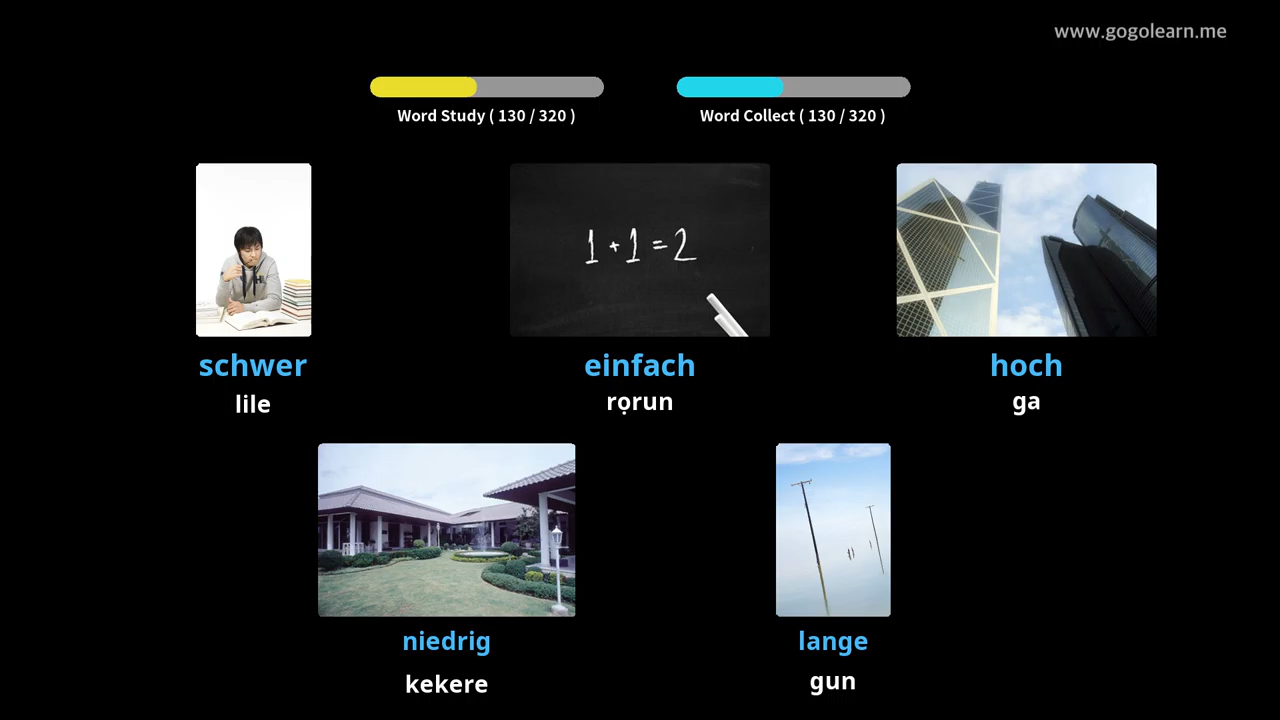 www.gogolearn.me
Word Study ( 130 / 320 )
Word Collect ( 130 / 320 )
1 + 1 = 2
schwer
einfach
hoch
lile
rọrun
ga
niedrig
lange
kekere
gun